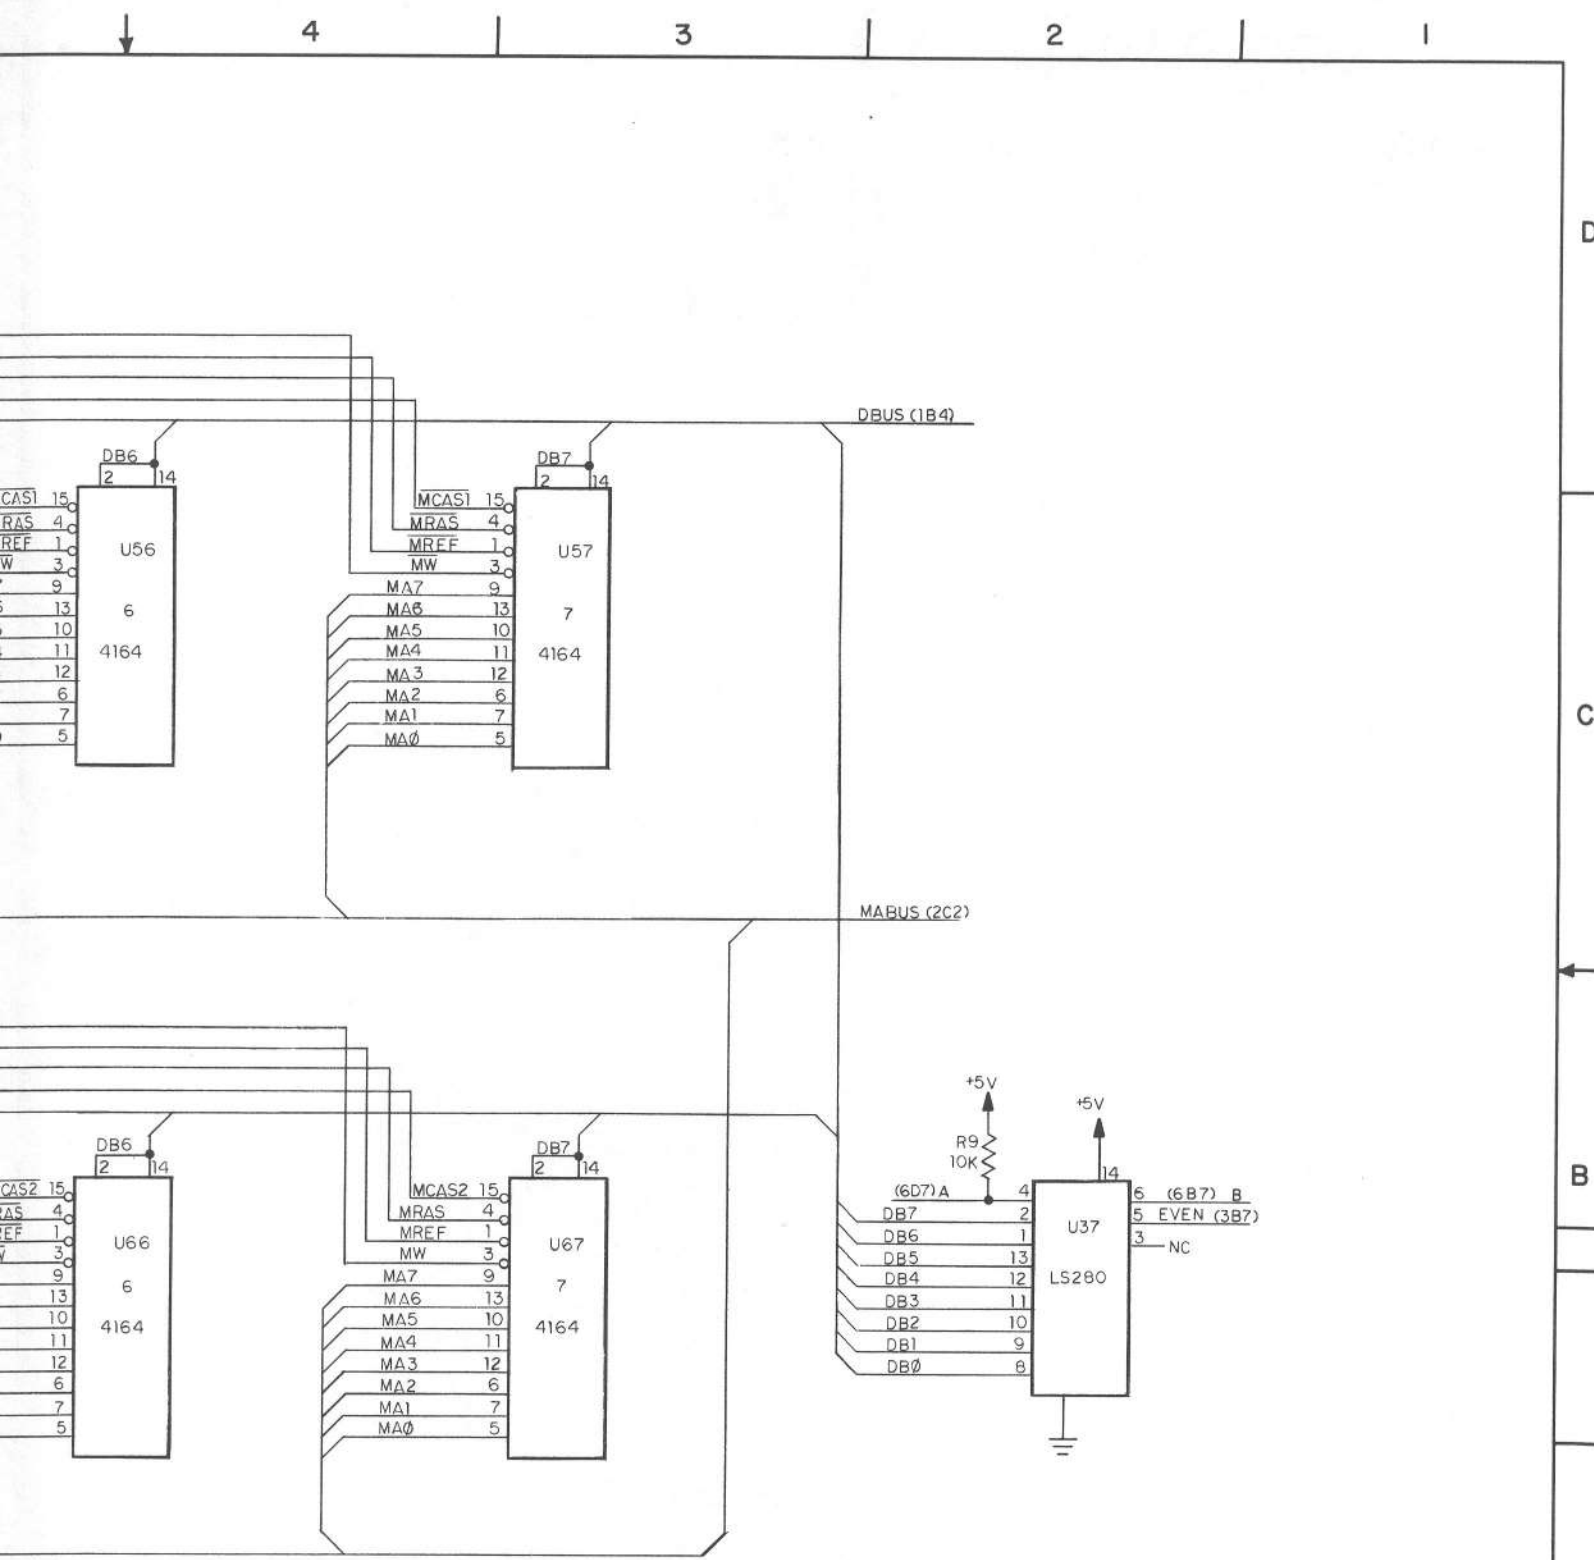 4 3 2 1
D
DBUS (1B4)
DB6
2 14
DB7
2 14
CAS1 15
RAS 4
REF 1
W 3
9
13
10
11
12
6
7
5
U56
6
4164
MCAS1 15
MRAS 4
MREF 1
MW 3
MA7 9
MA6 13
MA5 10
MA4 11
MA3 12
MA2 6
MA1 7
MAØ 5
U57
7
4164
C
MABUS (2C2)
DB6
2 14
DB7
2 14
CAS2 15
RAS 4
REF 1
3
9
13
10
11
12
6
7
5
U66
6
4164
MCAS2 15
MRAS 4
MREF 1
MW 3
MA7 9
MA6 13
MA5 10
MA4 11
MA3 12
MA2 6
MA1 7
MAØ 5
U67
7
4164
+5V
+5V
R9
10K
14
B
(6D7) A 4
DB7 2
DB6 1
DB5 13
DB4 12
DB3 11
DB2 10
DB1 9
DBØ 8
U37
LS280
6 (6B7) B
5 EVEN (3B7)
3 NC